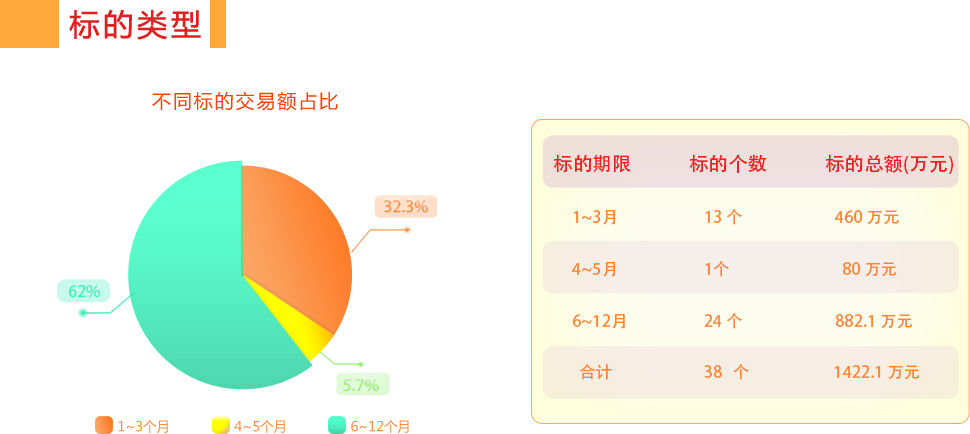 标的类型
不同标的交易额占比
32.3%
62%
5.7%
1~3个月
4~5个月
6~12个月
标的期限 标的个数 标的总额(万元)
1~3月 13 个 460 万元
4~5月 1个 80 万元
6~12月 24 个 882.1 万元
合计 38 个 1422.1 万元